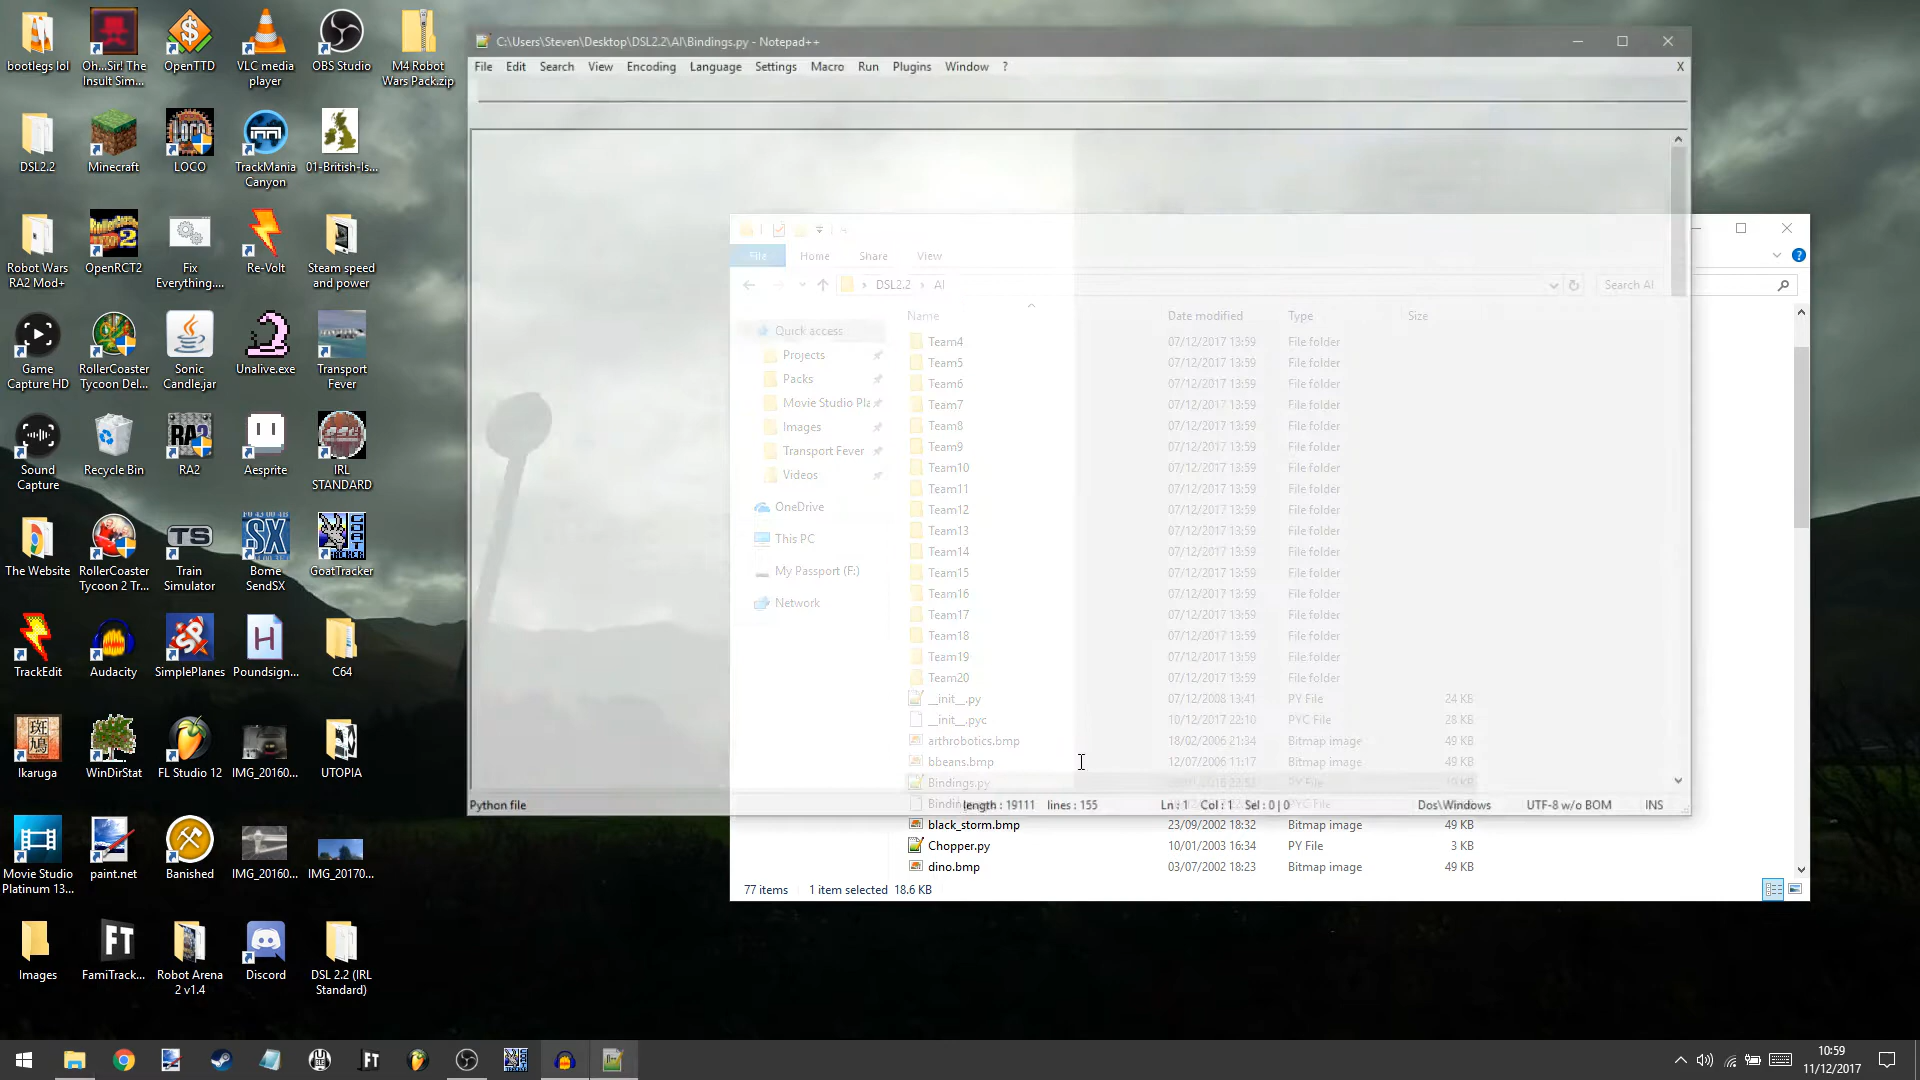 bootlegs lol
Oh...Sir! The
Insult Sim...
OpenTTD
VLC media
player
OBS Studio
M4 Robot
Wars Pack.zip
DSL2.2
Minecraft
LOCO
TrackMania
Canyon
01-British-Is...
Robot Wars
RA2 Mod+
OpenRCT2
Fix
Everything....
Re-Volt
Steam speed
and power
Game
Capture HD
RollerCoaster
Tycoon Del...
Sonic
Candle.jar
Unalive.exe
Transport
Fever
Sound
Capture
Recycle Bin
RA2
Aesprite
IRL
STANDARD
The Website
RollerCoaster
Tycoon 2 Tr...
Train
Simulator
Bome
SendSX
GoatTracker
TrackEdit
Audacity
SimplePlanes
Poundsign...
C64
Ikaruga
WinDirStat
FL Studio 12
IMG_20160...
UTOPIA
Movie Studio
Platinum 13...
paint.net
Banished
IMG_20160...
IMG_20170...
Images
FamiTrack...
Robot Arena
2 v1.4
Discord
DSL 2.2 (IRL
Standard)
C:\Users\Steven\Desktop\DSL2.2\AI\Bindings.py - Notepad++
File Edit Search View Encoding Language Settings Macro Run Plugins Window ? X
File Home Share View
DSL2.2 › AI
Search AI
Name Date modified Type Size
Quick access
Projects
Packs
Movie Studio Pla
Images
Transport Fever
Videos
OneDrive
This PC
My Passport (F:)
Network
Team4 07/12/2017 13:59 File folder
Team5 07/12/2017 13:59 File folder
Team6 07/12/2017 13:59 File folder
Team7 07/12/2017 13:59 File folder
Team8 07/12/2017 13:59 File folder
Team9 07/12/2017 13:59 File folder
Team10 07/12/2017 13:59 File folder
Team11 07/12/2017 13:59 File folder
Team12 07/12/2017 13:59 File folder
Team13 07/12/2017 13:59 File folder
Team14 07/12/2017 13:59 File folder
Team15 07/12/2017 13:59 File folder
Team16 07/12/2017 13:59 File folder
Team17 07/12/2017 13:59 File folder
Team18 07/12/2017 13:59 File folder
Team19 07/12/2017 13:59 File folder
Team20 07/12/2017 13:59 File folder
__init__.py 07/12/2008 13:41 PY File 24 KB
__init__.pyc 10/12/2017 22:10 PYC File 28 KB
arthrobotics.bmp 18/02/2006 21:34 Bitmap image 49 KB
bbeans.bmp 12/07/2006 11:17 Bitmap image 49 KB
Bindings.py PY File 19 KB
Python file length : 19111 lines : 155 Ln : 1 Col : 1 Sel : 0 | 0 Dos\Windows UTF-8 w/o BOM INS
black_storm.bmp 23/09/2002 18:32 Bitmap image 49 KB
Chopper.py 10/01/2003 16:34 PY File 3 KB
dino.bmp 03/07/2002 18:23 Bitmap image 49 KB
77 items 1 item selected 18.6 KB
10:59
11/12/2017